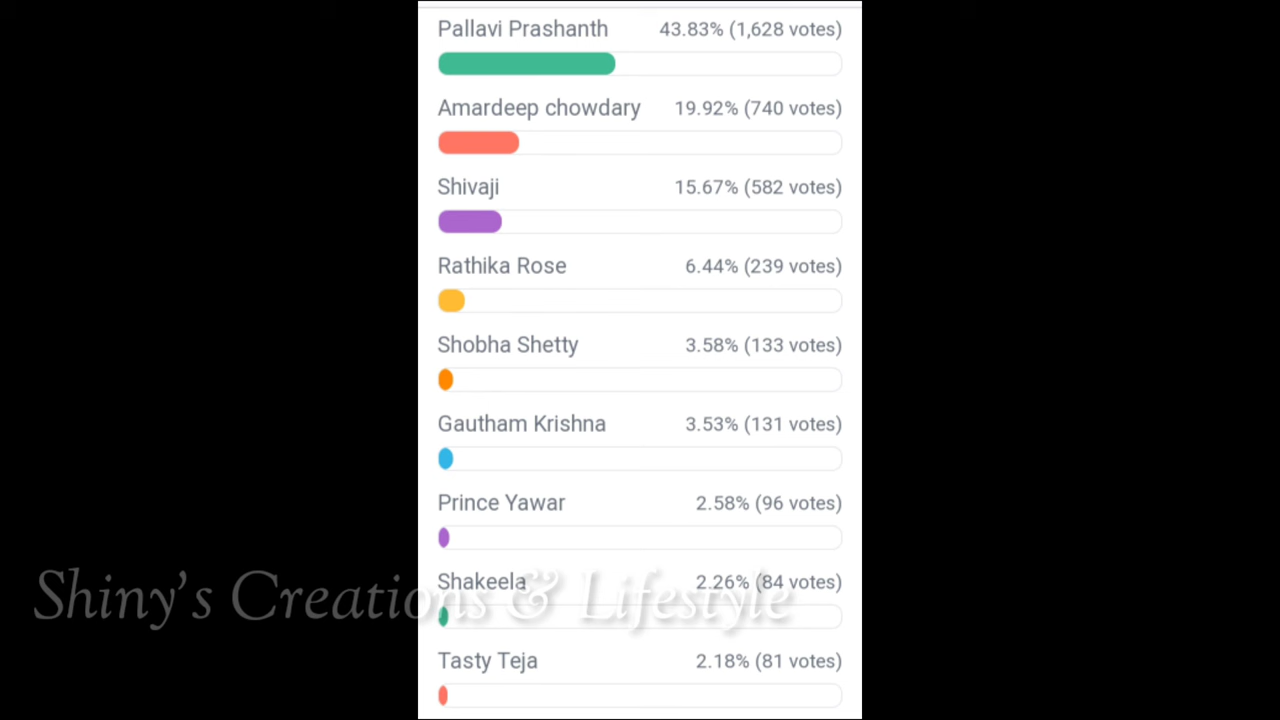 Pallavi Prashanth 43.83% (1,628 votes)
Amardeep chowdary 19.92% (740 votes)
Shivaji 15.67% (582 votes)
Rathika Rose 6.44% (239 votes)
Shobha Shetty 3.58% (133 votes)
Gautham Krishna 3.53% (131 votes)
Prince Yawar 2.58% (96 votes)
Shakeela 2.26% (84 votes)
Shiny's Creations & Lifestyle
Tasty Teja 2.18% (81 votes)